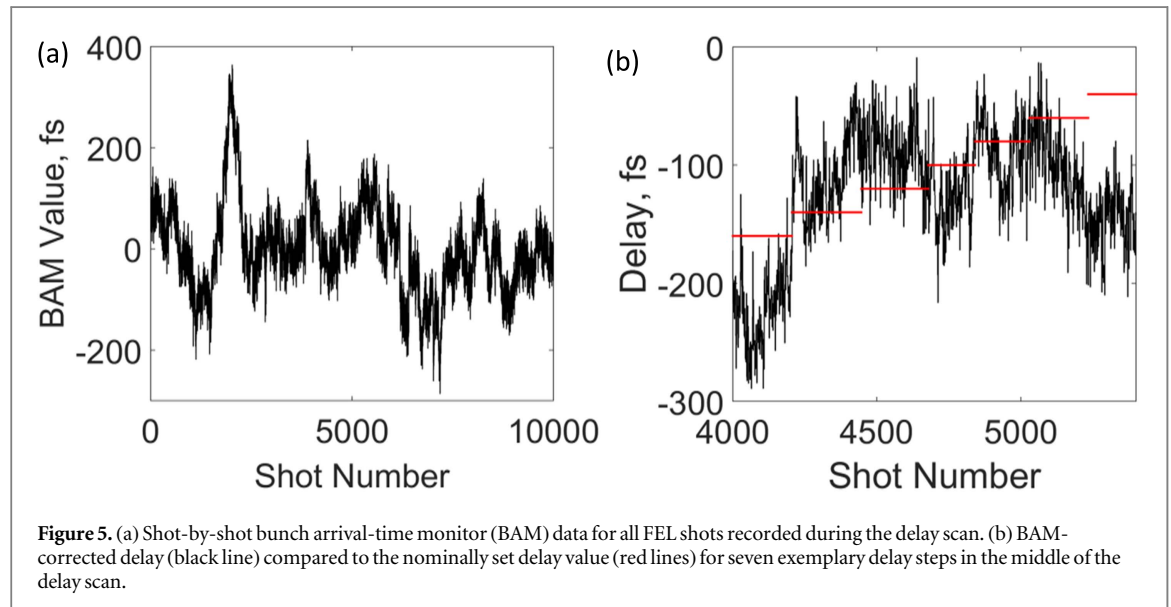 (a)
400
200
0
-200
BAM Value, fs
0
5000
10000
Shot Number
(b)
0
-100
-200
-300
Delay, fs
4000
4500
5000
Shot Number
Figure 5. (a) Shot-by-shot bunch arrival-time monitor (BAM) data for all FEL shots recorded during the delay scan. (b) BAM-
corrected delay (black line) compared to the nominally set delay value (red lines) for seven exemplary delay steps in the middle of the
delay scan.